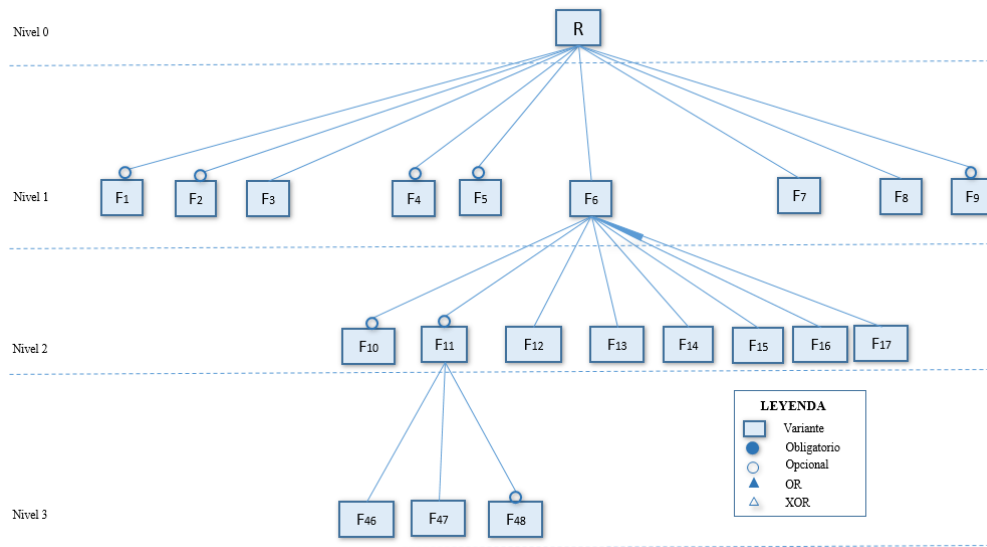 Nivel 0
R
Nivel 1
F1
F2
F3
F4
F5
F6
F7
F8
F9
Nivel 2
F10
F11
F12
F13
F14
F15
F16
F17
LEYENDA
Variante
Obligatorio
Opcional
OR
XOR
Nivel 3
F46
F47
F48